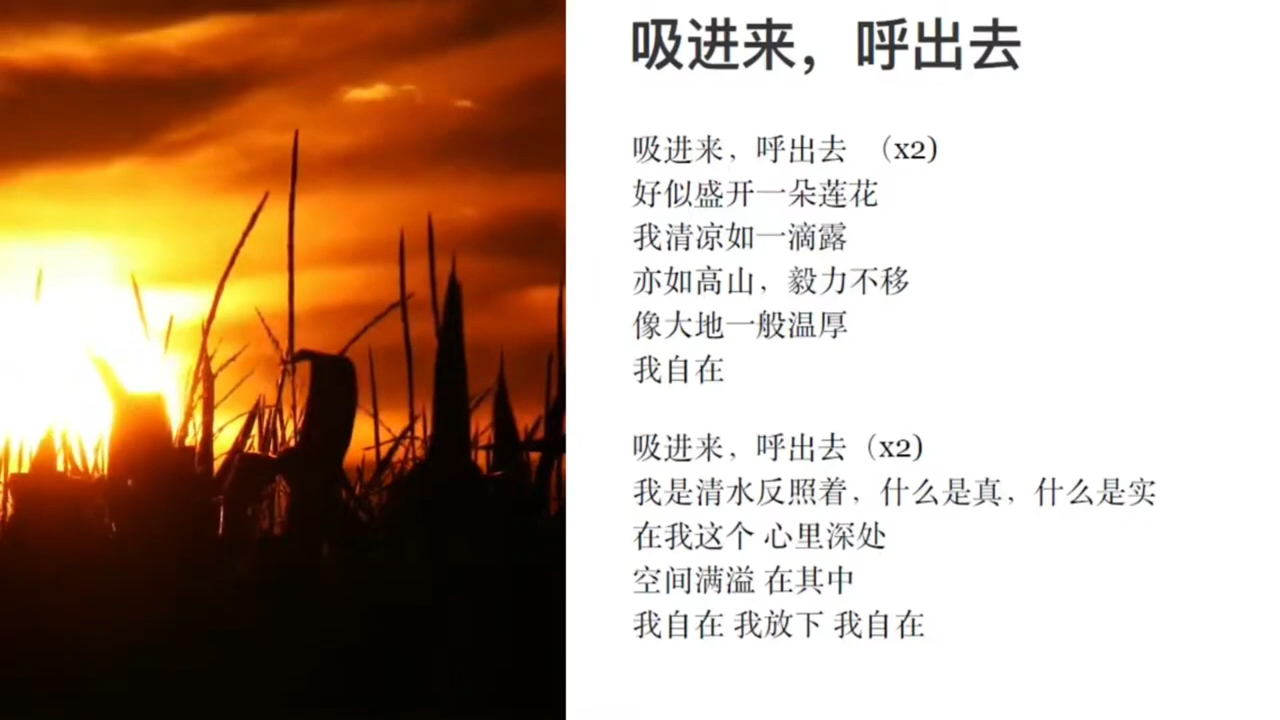 吸进来，呼出去
吸进来，呼出去 （x2)
好似盛开一朵莲花
我清凉如一滴露
亦如高山，毅力不移
像大地一般温厚
我自在
吸进来，呼出去（x2)
我是清水反照着，什么是真，什么是实
在我这个 心里深处
空间满溢 在其中
我自在 我放下 我自在